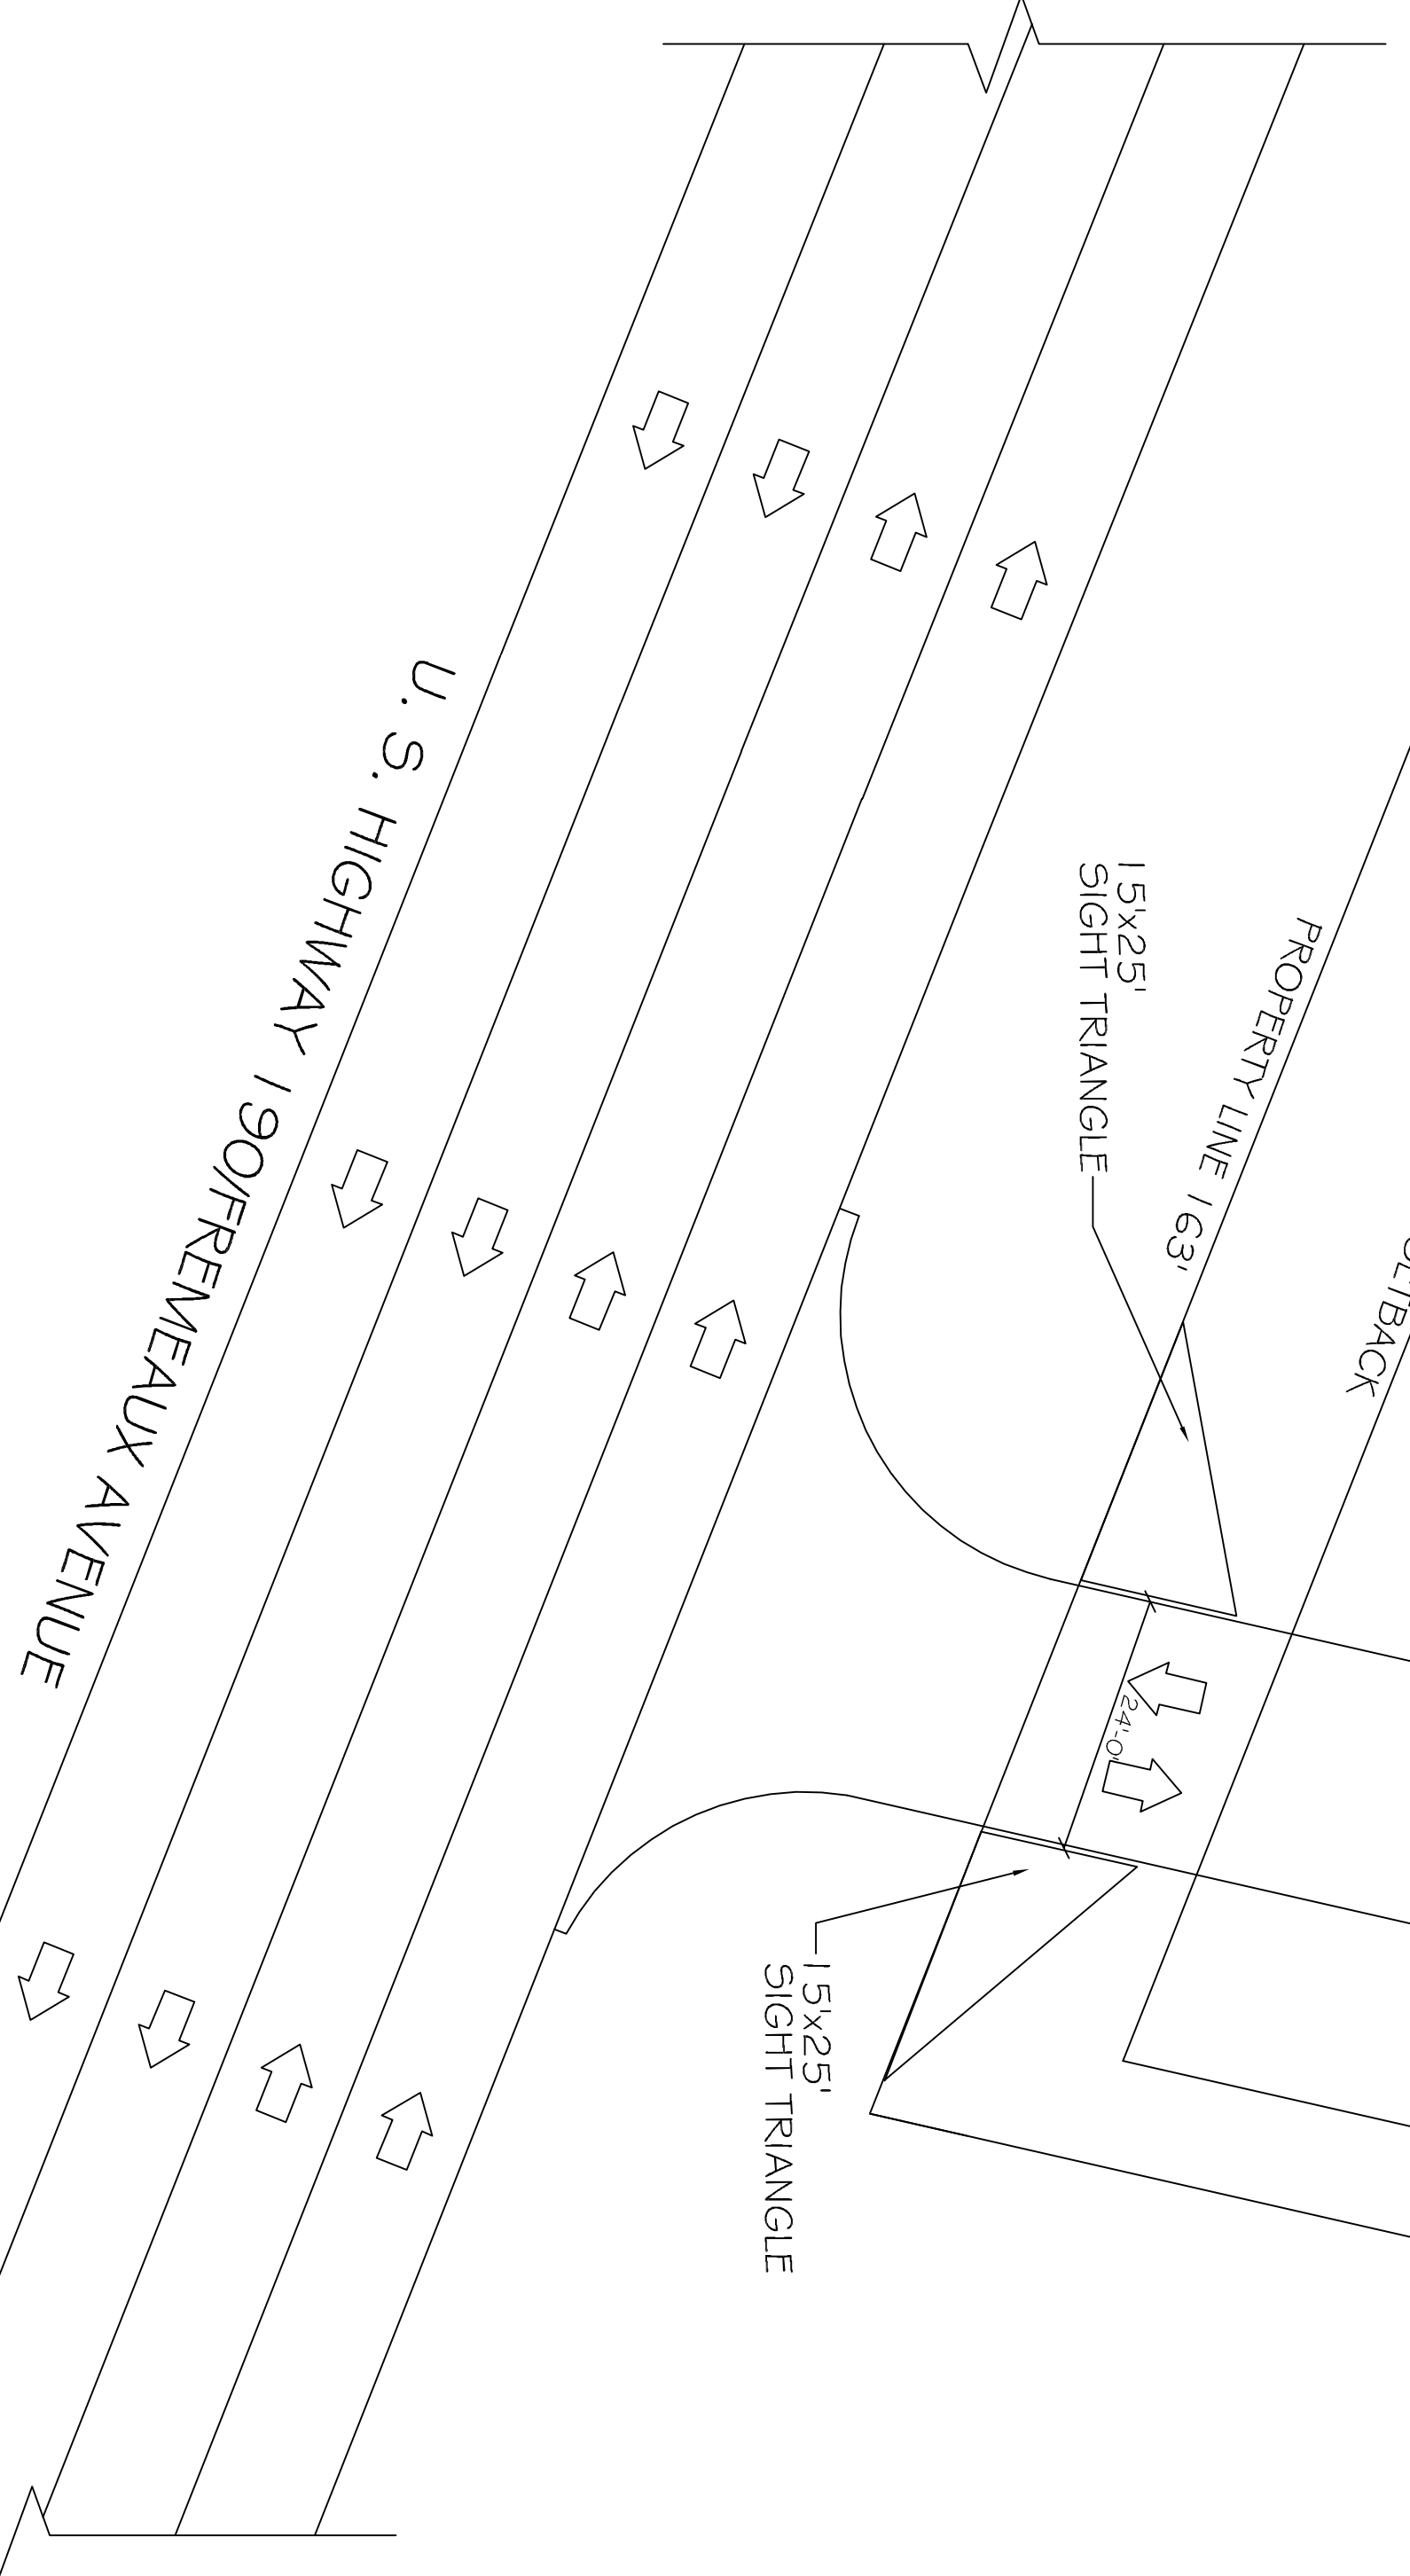 U. S. HIGHWAY 190/FREMEAUX AVENUE
15'x25'
SIGHT TRIANGLE
PROPERTY LINE 163'
24'-0"
15'x25'
SIGHT TRIANGLE